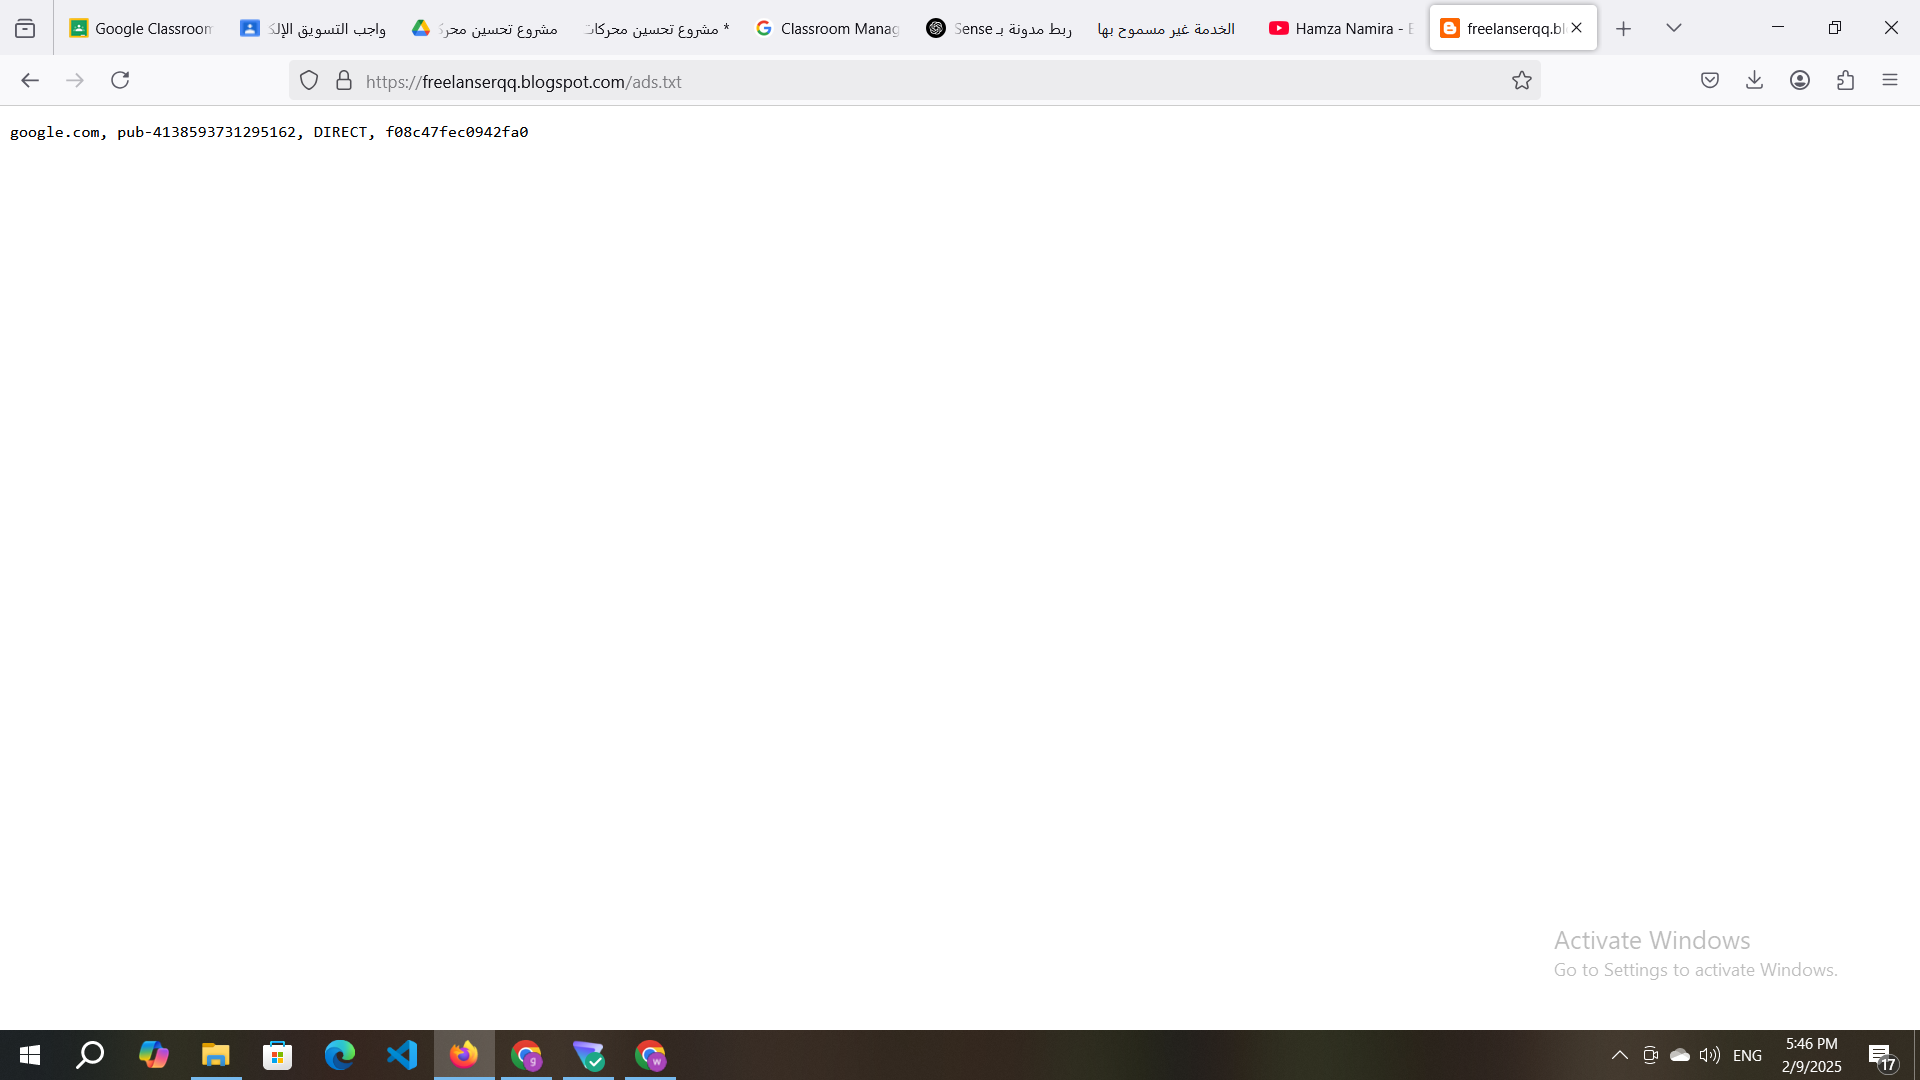 Google Classroom
واجب التسويق الإلك
مشروع تحسين محرك
* مشروع تحسين محركات
Classroom Manag
ربط مدونة بـ Sense
الخدمة غير مسموح بها
Hamza Namira -
freelanserqq.bl
https://freelanserqq.blogspot.com/ads.txt
google.com, pub-4138593731295162, DIRECT, f08c47fec0942fa0
Activate Windows
Go to Settings to activate Windows.
g
w
ENG
5:46 PM
2/9/2025
17